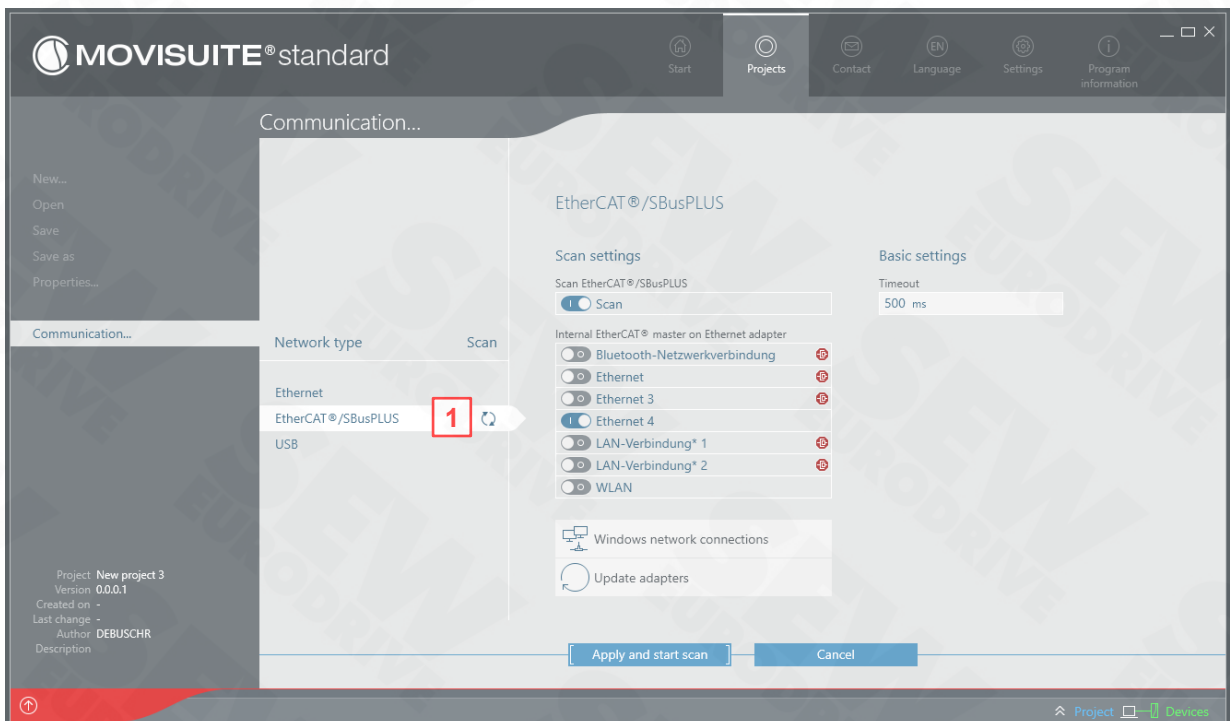 MOVISUITE® standard
Start
Projects
Contact
EN
Language
Settings
Program
information
Communication...
New...
Open
Save
Save as
Properties...
Communication...
Network type Scan
Ethernet
EtherCAT®/SBusPLUS 1
USB
EtherCAT®/SBusPLUS
Scan settings
Scan EtherCAT®/SBusPLUS
Scan
Internal EtherCAT® master on Ethernet adapter
Bluetooth-Netzwerkverbindung
Ethernet
Ethernet 3
Ethernet 4
LAN-Verbindung* 1
LAN-Verbindung* 2
WLAN
Windows network connections
Update adapters
Basic settings
Timeout
500 ms
Project New project 3
Version 0.0.0.1
Created on -
Last change -
Author DEBUSCHR
Description
Apply and start scan Cancel
Project Devices
SEW
EURODRIVE